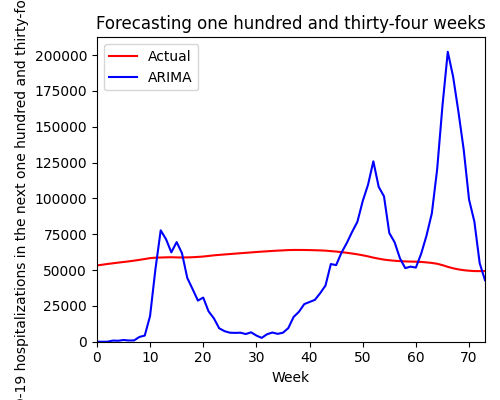 Forecasting one hundred and thirty-four weeks
Actual
ARIMA
200000
175000
150000
125000
100000
75000
50000
25000
0
0 10 20 30 40 50 60 70
Week
-19 hospitalizations in the next one hundred and thirty-fo